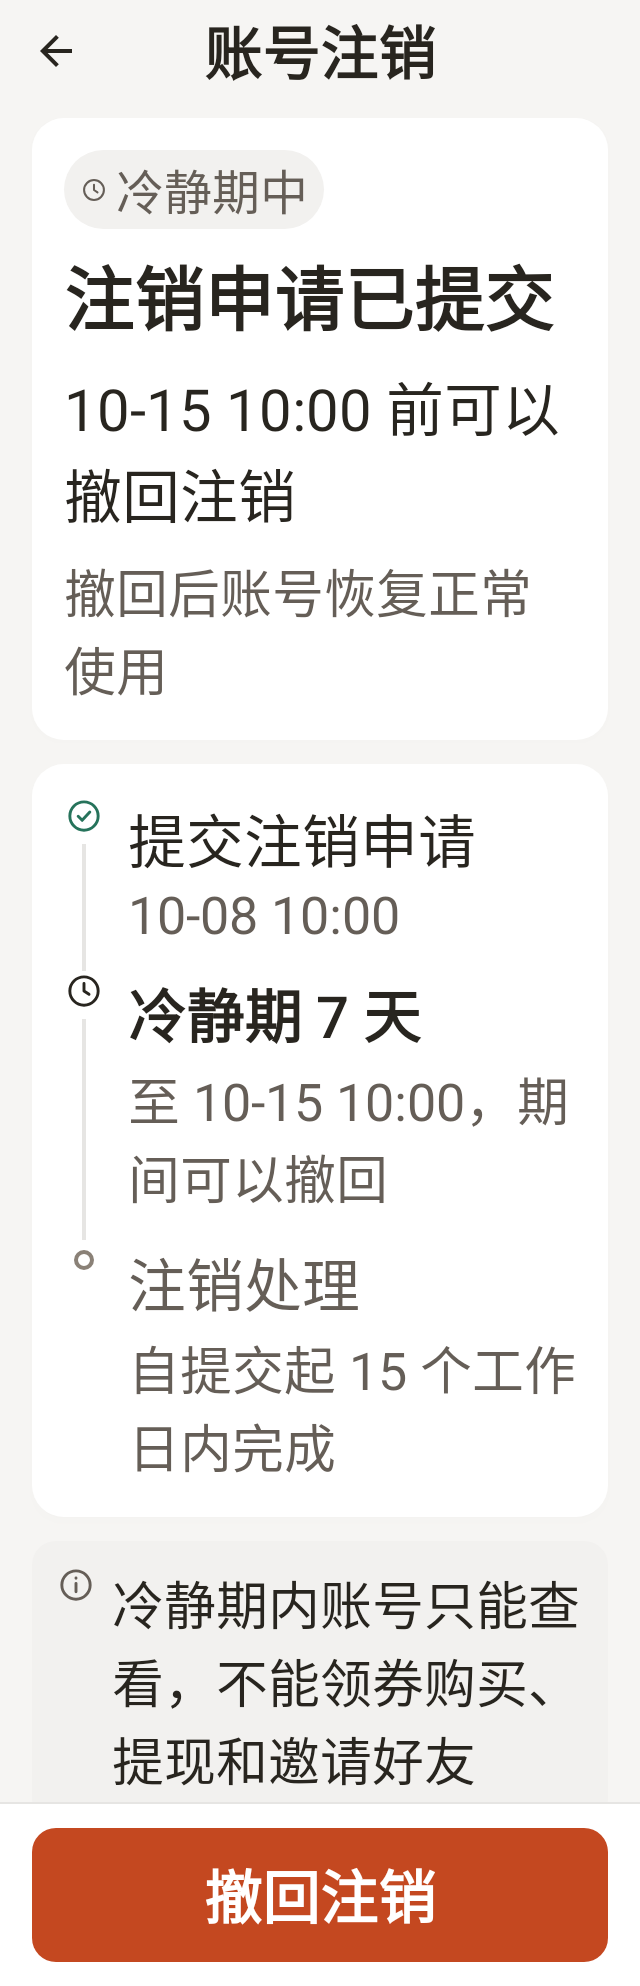 账号注销
冷静期中
注销申请已提交
10-15 10:00 前可以
撤回注销
撤回后账号恢复正常
使用
提交注销申请
10-08 10:00
冷静期 7 天
至 10-15 10:00，期
间可以撤回
注销处理
自提交起 15 个工作
日内完成
冷静期内账号只能查
看，不能领券购买、
提现和邀请好友
撤回注销